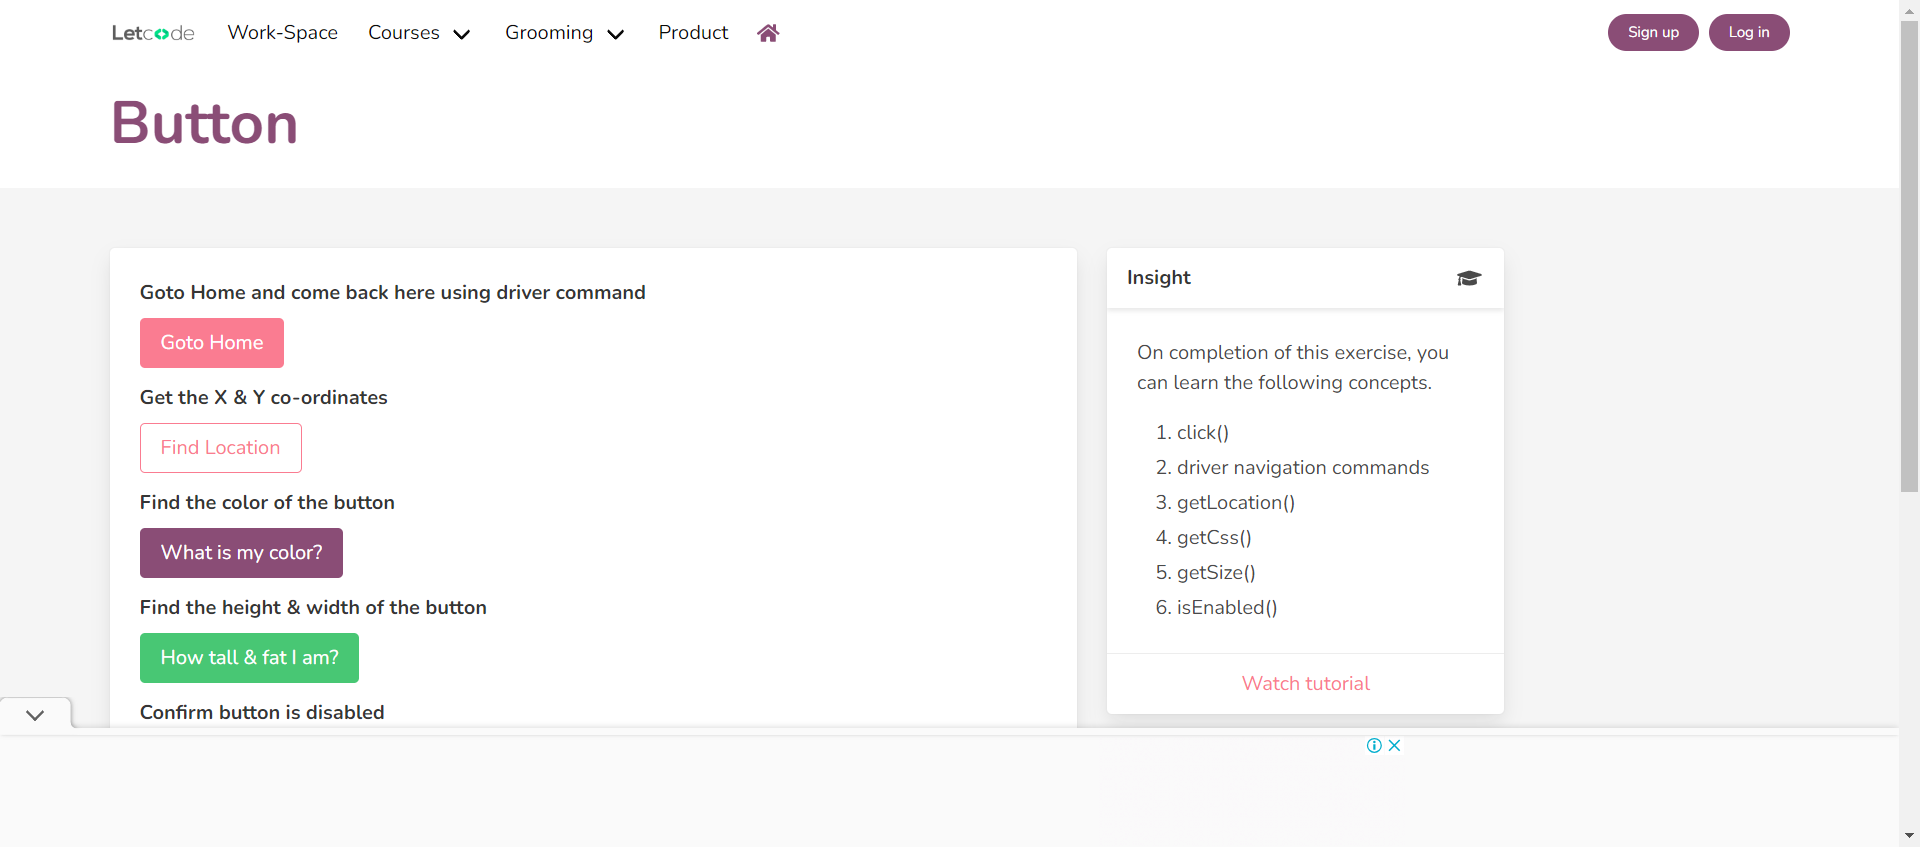 Letcode Work-Space Courses Grooming Product Sign up Log in
Button
Goto Home and come back here using driver command
Goto Home
Get the X & Y co-ordinates
Find Location
Find the color of the button
What is my color?
Find the height & width of the button
How tall & fat I am?
Confirm button is disabled
Insight
On completion of this exercise, you
can learn the following concepts.
1. click()
2. driver navigation commands
3. getLocation()
4. getCss()
5. getSize()
6. isEnabled()
Watch tutorial